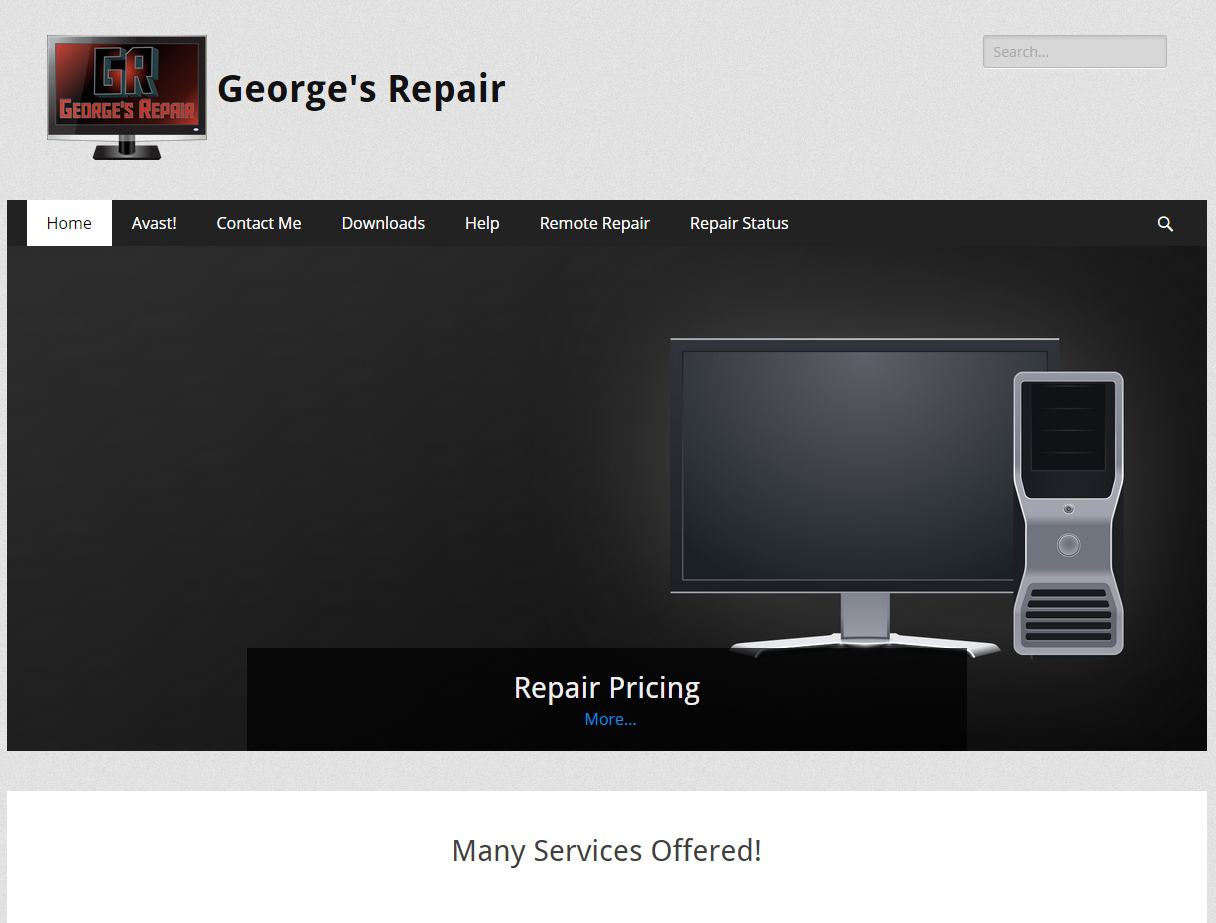 GR
GEORGE'S REPAIR
George's Repair
Search...
Home Avast! Contact Me Downloads Help Remote Repair Repair Status
Repair Pricing
More...
Many Services Offered!